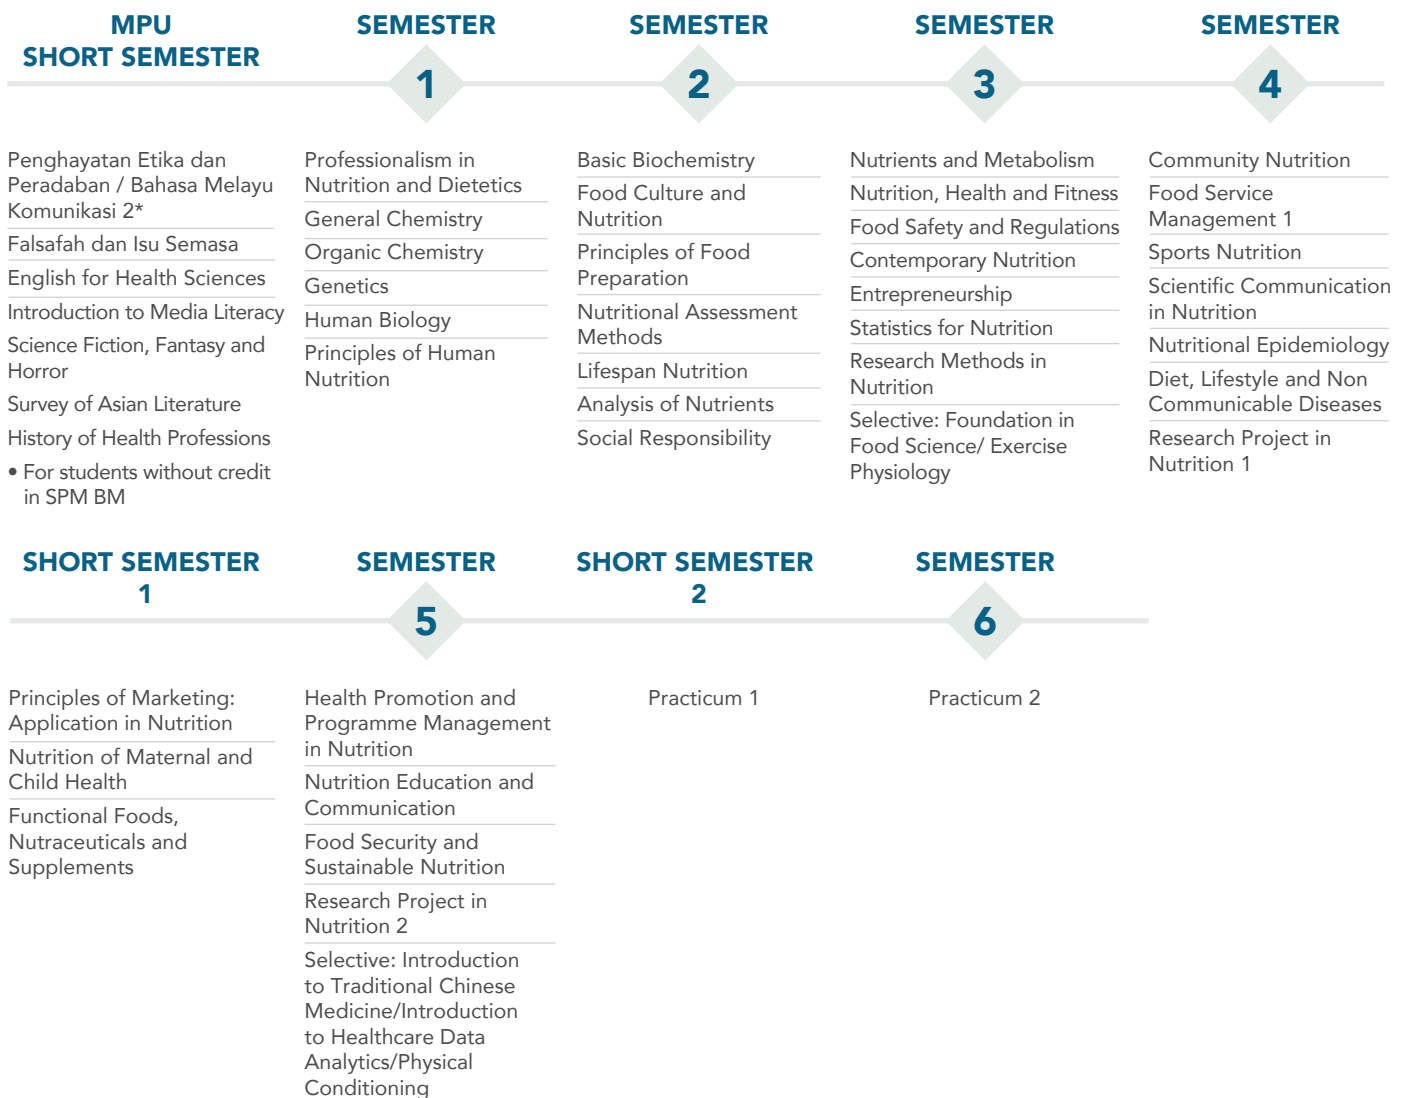 MPU
SHORT SEMESTER
Penghayatan Etika dan
Peradaban / Bahasa Melayu
Komunikasi 2*
Falsafah dan Isu Semasa
English for Health Sciences
Introduction to Media Literacy
Science Fiction, Fantasy and
Horror
Survey of Asian Literature
History of Health Professions
• For students without credit
in SPM BM
SEMESTER
1
Professionalism in
Nutrition and Dietetics
General Chemistry
Organic Chemistry
Genetics
Human Biology
Principles of Human
Nutrition
SEMESTER
2
Basic Biochemistry
Food Culture and
Nutrition
Principles of Food
Preparation
Nutritional Assessment
Methods
Lifespan Nutrition
Analysis of Nutrients
Social Responsibility
SEMESTER
3
Nutrients and Metabolism
Nutrition, Health and Fitness
Food Safety and Regulations
Contemporary Nutrition
Entrepreneurship
Statistics for Nutrition
Research Methods in
Nutrition
Selective: Foundation in
Food Science/ Exercise
Physiology
SEMESTER
4
Community Nutrition
Food Service
Management 1
Sports Nutrition
Scientific Communication
in Nutrition
Nutritional Epidemiology
Diet, Lifestyle and Non
Communicable Diseases
Research Project in
Nutrition 1
SHORT SEMESTER
1
Principles of Marketing:
Application in Nutrition
Nutrition of Maternal and
Child Health
Functional Foods,
Nutraceuticals and
Supplements
SEMESTER
5
Health Promotion and
Programme Management
in Nutrition
Nutrition Education and
Communication
Food Security and
Sustainable Nutrition
Research Project in
Nutrition 2
Selective: Introduction
to Traditional Chinese
Medicine/Introduction
to Healthcare Data
Analytics/Physical
Conditioning
SHORT SEMESTER
2
Practicum 1
SEMESTER
6
Practicum 2